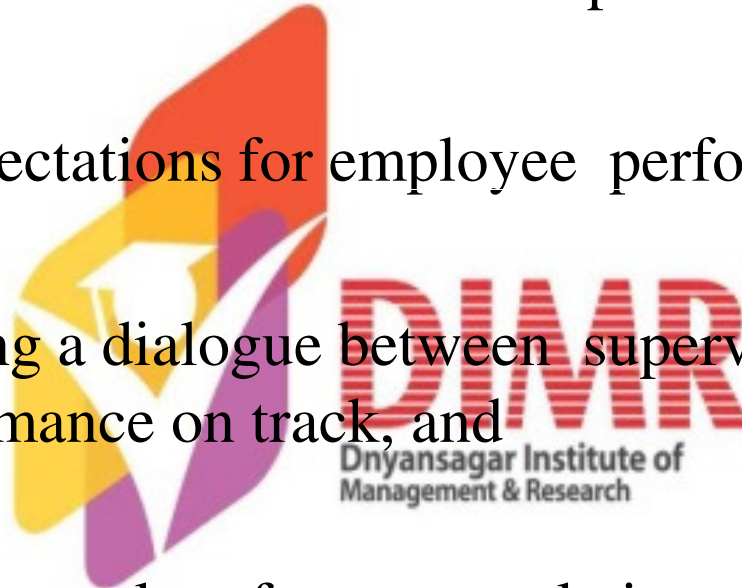 ectations for employee perfo
ng a dialogue between superv
mance on track, and
DIMR
Dnyansagar Institute of
Management & Research